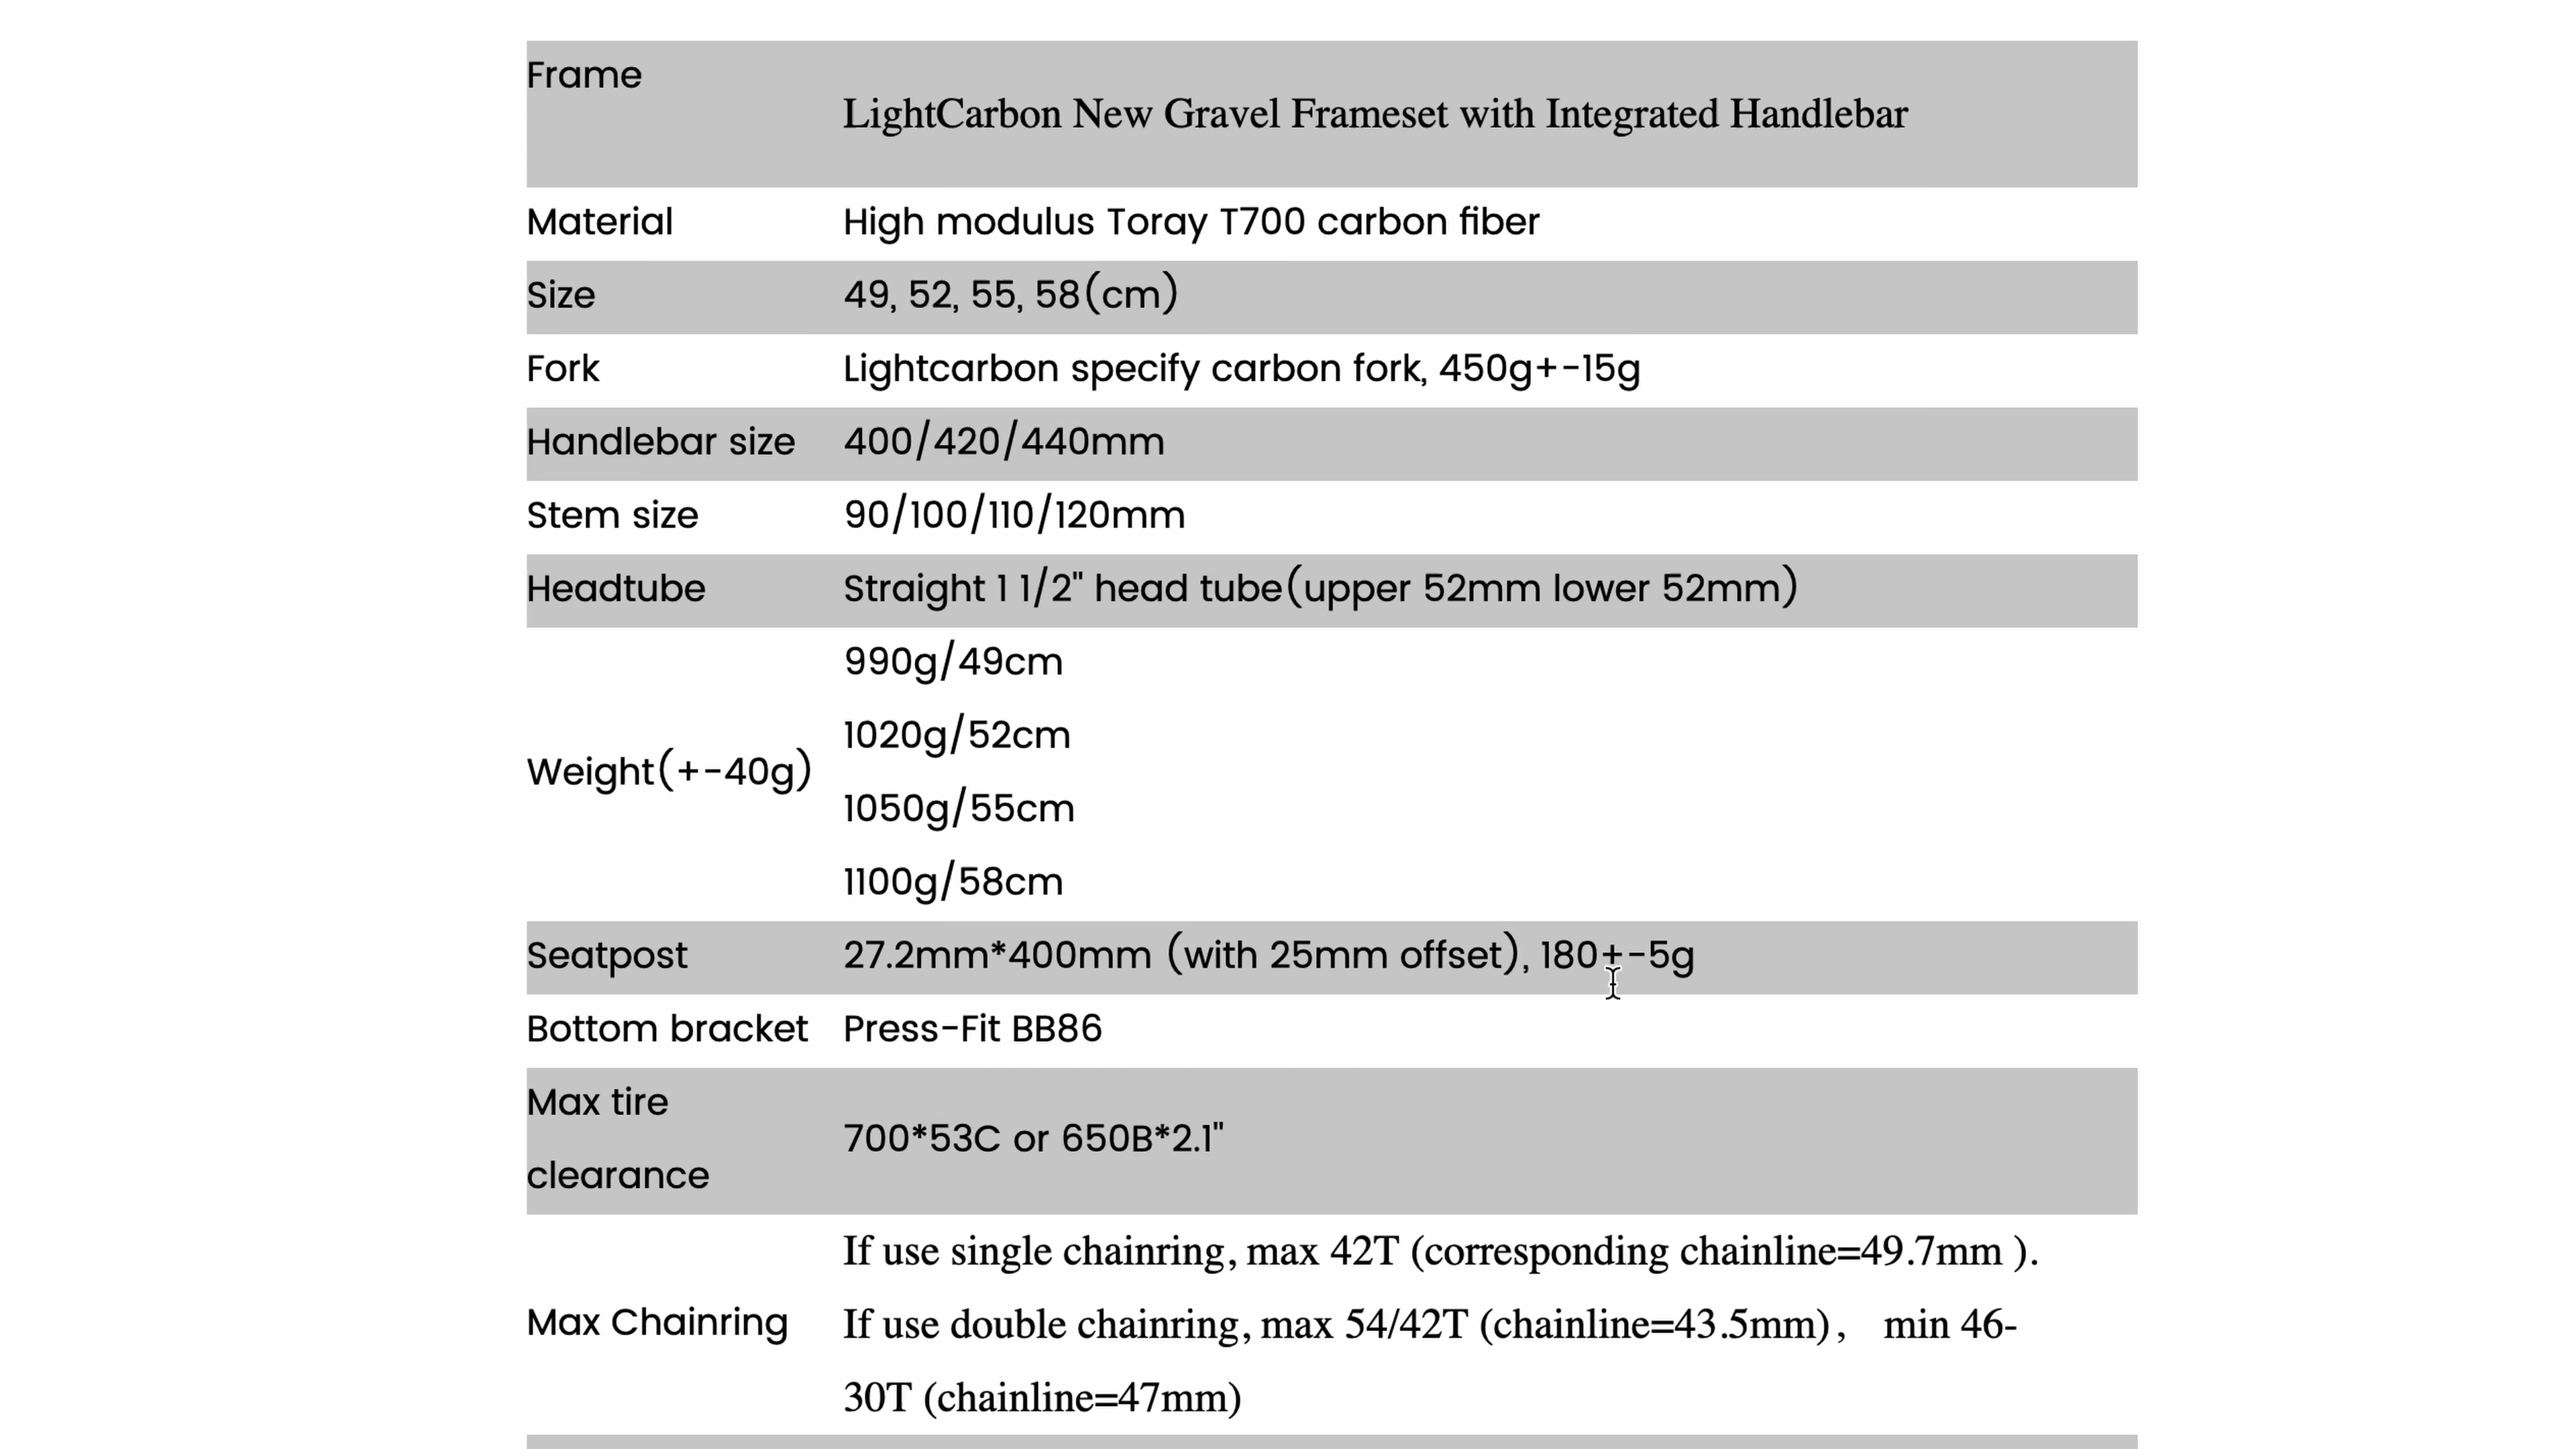 Frame
LightCarbon New Gravel Frameset with Integrated Handlebar
Material High modulus Toray T700 carbon fiber
Size 49, 52, 55, 58(cm)
Fork Lightcarbon specify carbon fork, 450g+-15g
Handlebar size 400/420/440mm
Stem size 90/100/110/120mm
Headtube Straight 1 1/2" head tube(upper 52mm lower 52mm)
Weight(+-40g)
990g/49cm
1020g/52cm
1050g/55cm
1100g/58cm
Seatpost 27.2mm*400mm (with 25mm offset), 180+-5g
Bottom bracket Press-Fit BB86
Max tire
clearance
700*53C or 650B*2.1"
Max Chainring
If use single chainring, max 42T (corresponding chainline=49.7mm ).
If use double chainring, max 54/42T (chainline=43.5mm), min 46-
30T (chainline=47mm)